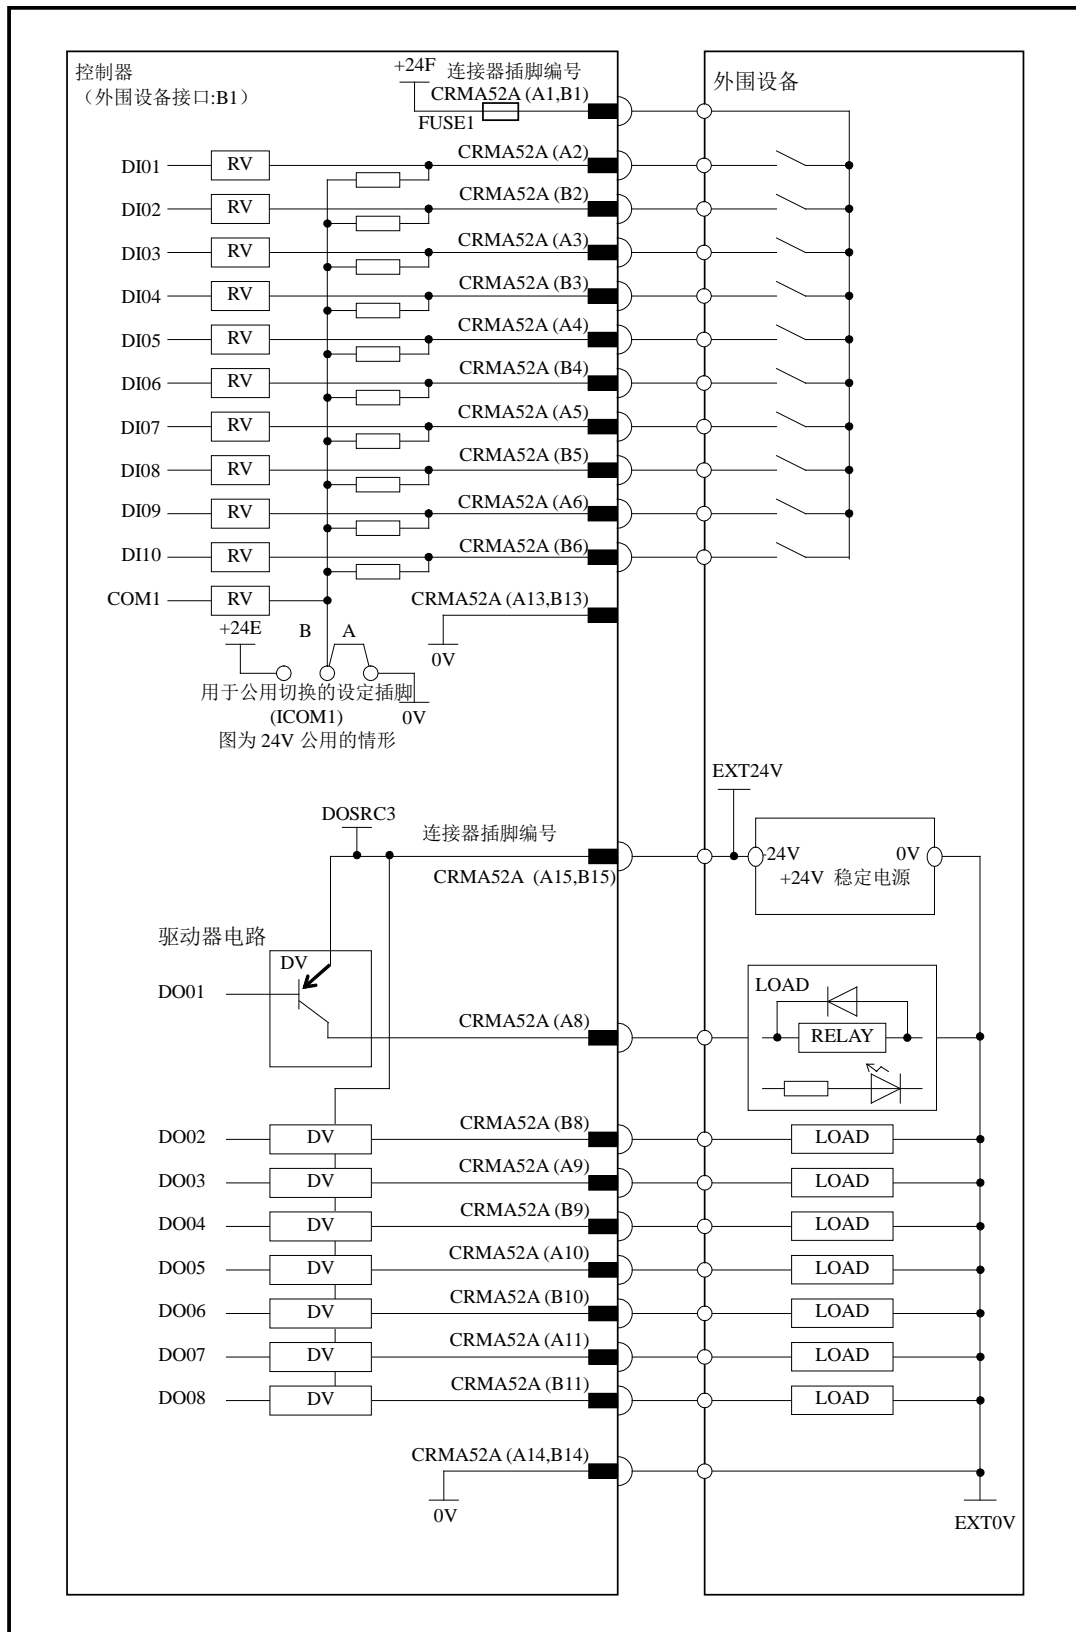 控制器
（外围设备接口:B1）
+24F
连接器插脚编号
CRMA52A (A1,B1)
FUSE1
外围设备
DI01 RV CRMA52A (A2)
DI02 RV CRMA52A (B2)
DI03 RV CRMA52A (A3)
DI04 RV CRMA52A (B3)
DI05 RV CRMA52A (A4)
DI06 RV CRMA52A (B4)
DI07 RV CRMA52A (A5)
DI08 RV CRMA52A (B5)
DI09 RV CRMA52A (A6)
DI10 RV CRMA52A (B6)
COM1 RV CRMA52A (A13,B13)
+24E B A
0V
用于公用切换的设定插脚
(ICOM1) 0V
图为 24V 公用的情形
EXT24V
DOSRC3
连接器插脚编号
CRMA52A (A15,B15)
-24V 0V
+24V 稳定电源
驱动器电路
DV
DO01 CRMA52A (A8)
LOAD
RELAY
DO02 DV CRMA52A (B8) LOAD
DO03 DV CRMA52A (A9) LOAD
DO04 DV CRMA52A (B9) LOAD
DO05 DV CRMA52A (A10) LOAD
DO06 DV CRMA52A (B10) LOAD
DO07 DV CRMA52A (A11) LOAD
DO08 DV CRMA52A (B11) LOAD
CRMA52A (A14,B14)
0V
EXT0V